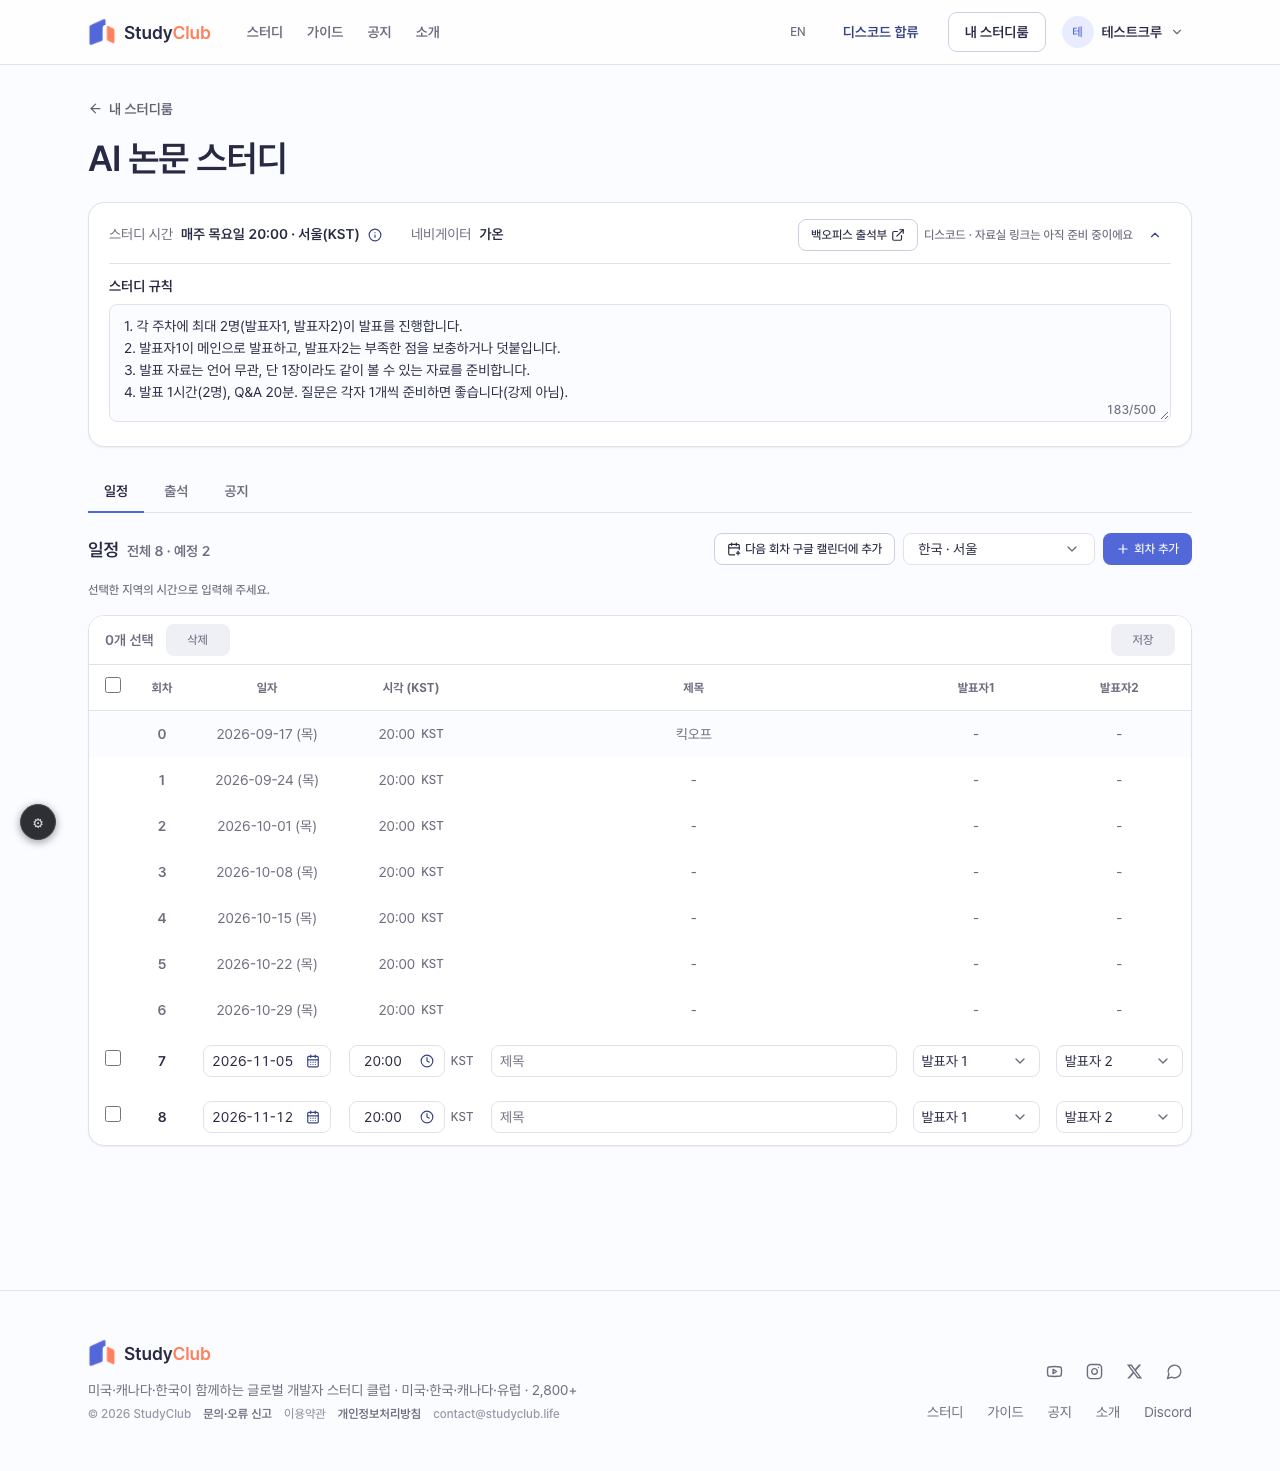 StudyClub 스터디 가이드 공지 소개 EN 디스코드 합류 내 스터디룸 테 테스트크루
내 스터디룸
AI 논문 스터디
스터디 시간 매주 목요일 20:00 · 서울(KST) 네비게이터 가온 백오피스 출석부 디스코드 · 자료실 링크는 아직 준비 중이에요
스터디 규칙
1. 각 주차에 최대 2명(발표자1, 발표자2)이 발표를 진행합니다.
2. 발표자1이 메인으로 발표하고, 발표자2는 부족한 점을 보충하거나 덧붙입니다.
3. 발표 자료는 언어 무관, 단 1장이라도 같이 볼 수 있는 자료를 준비합니다.
4. 발표 1시간(2명), Q&A 20분. 질문은 각자 1개씩 준비하면 좋습니다(강제 아님).
183/500
일정 출석 공지
일정 전체 8 · 예정 2 다음 회차 구글 캘린더에 추가 한국 · 서울 회차 추가
선택한 지역의 시간으로 입력해 주세요.
0개 선택 삭제 저장
회차 일자 시각 (KST) 제목 발표자1 발표자2
0 2026-09-17 (목) 20:00 KST 킥오프 - -
1 2026-09-24 (목) 20:00 KST - - -
2 2026-10-01 (목) 20:00 KST - - -
3 2026-10-08 (목) 20:00 KST - - -
4 2026-10-15 (목) 20:00 KST - - -
5 2026-10-22 (목) 20:00 KST - - -
6 2026-10-29 (목) 20:00 KST - - -
7 2026-11-05 20:00 KST 제목 발표자 1 발표자 2
8 2026-11-12 20:00 KST 제목 발표자 1 발표자 2
StudyClub
미국·캐나다·한국이 함께하는 글로벌 개발자 스터디 클럽 · 미국·한국·캐나다·유럽 · 2,800+
© 2026 StudyClub 문의·오류 신고 이용약관 개인정보처리방침 contact@studyclub.life
스터디 가이드 공지 소개 Discord